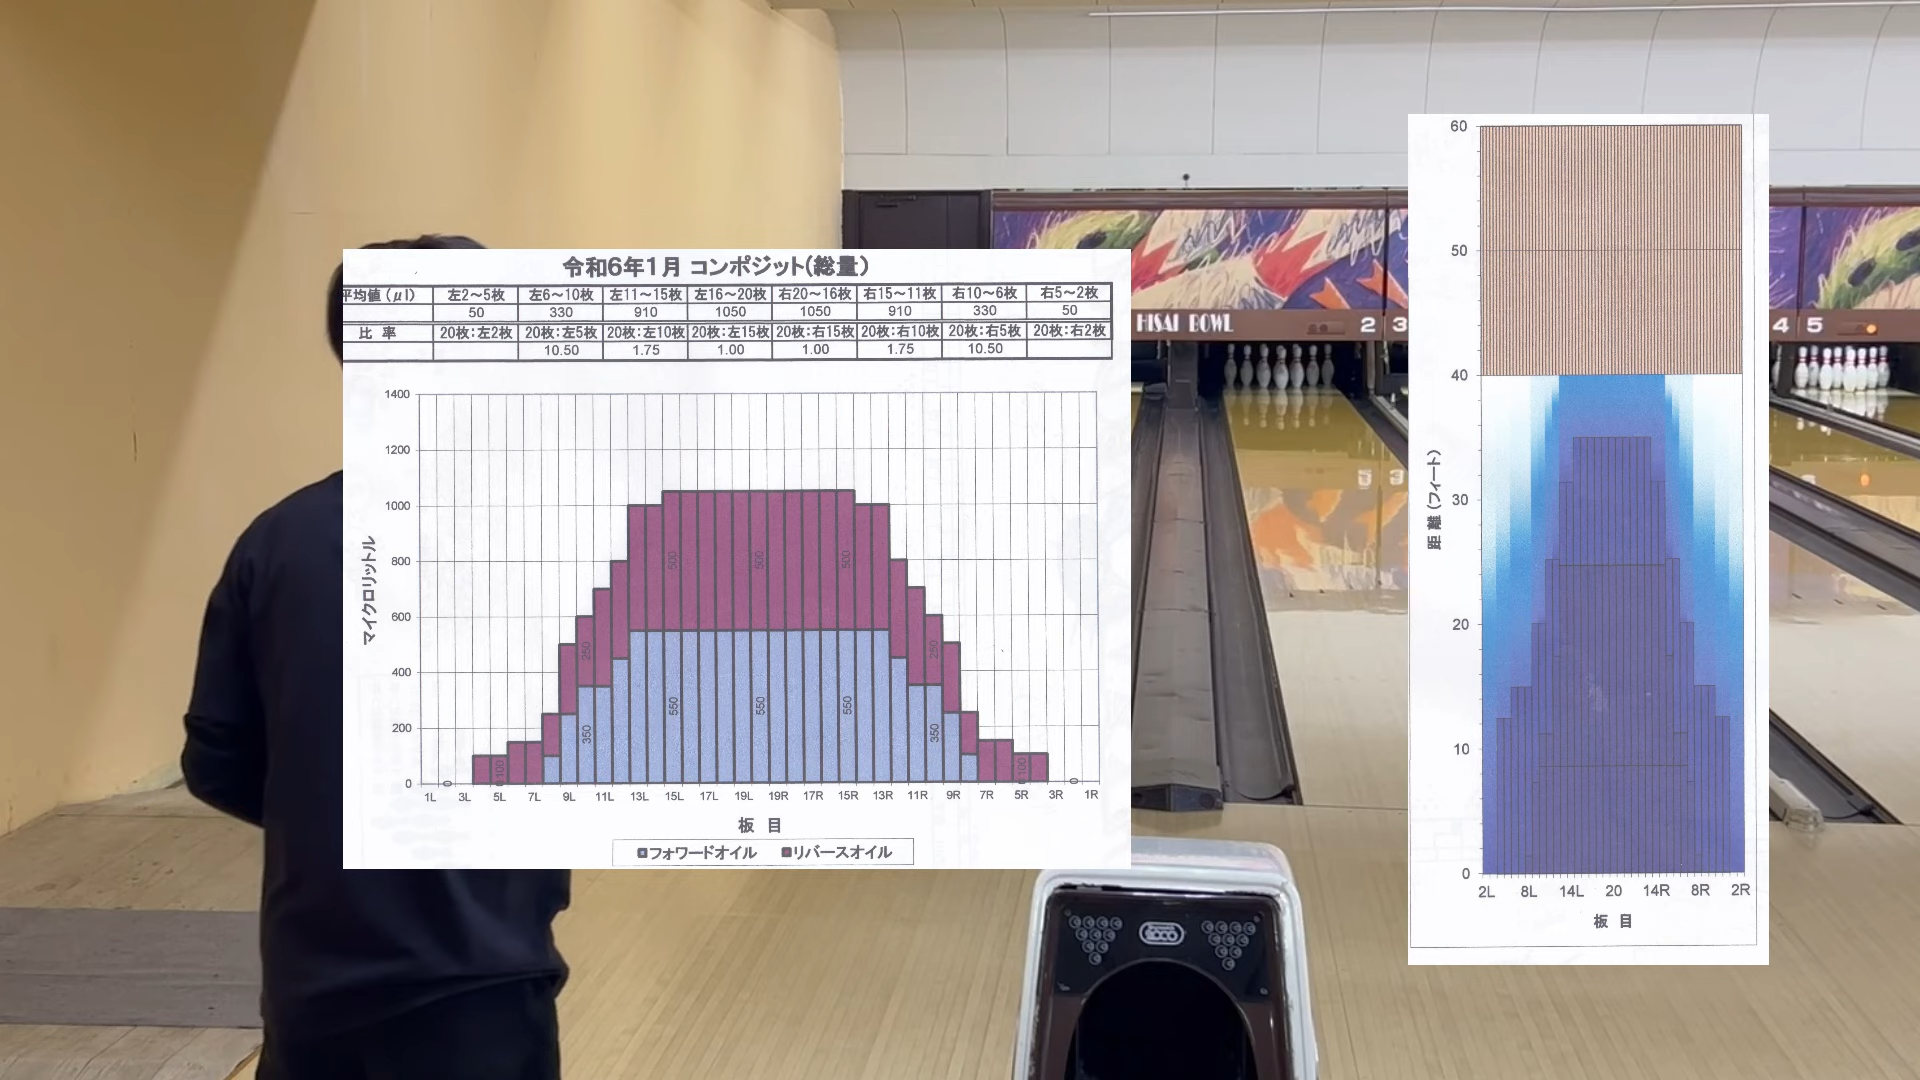 令和6年1月 コンポジット(総量)
平均値 (μl) 左2～5枚 左6～10枚 左11～15枚 左16～20枚 右20～16枚 右15～11枚 右10～6枚 右5～2枚
50 330 910 1050 1050 910 330 50
比 率 20枚:左2枚 20枚:左5枚 20枚:左10枚 20枚:左15枚 20枚:右15枚 20枚:右10枚 20枚:右5枚 20枚:右2枚
10.50 1.75 1.00 1.00 1.75 10.50
マイクロリットル
1400
1200
1000
800
600
400
200
0
500 500 500
250 250
550 550 550
350 350
0 100 100 0
1L 3L 5L 7L 9L 11L 13L 15L 17L 19L 19R 17R 15R 13R 11R 9R 7R 5R 3R 1R
板 目
フォワードオイル リバースオイル
HISAI BOWL 2 3
4 5
距 離 (フィート)
60
50
40
30
20
10
0
2L 8L 14L 20 14R 8R 2R
板 目